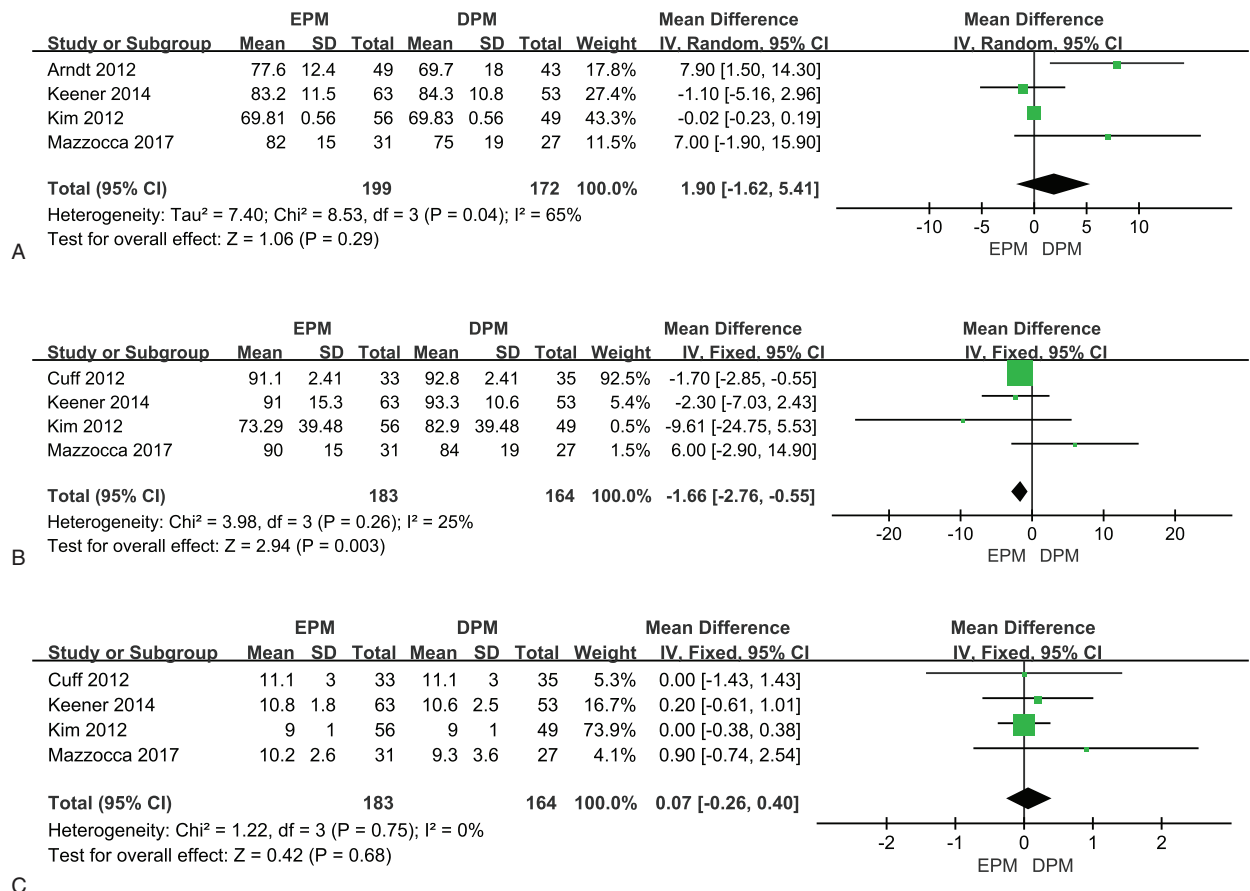 EPM DPM Mean Difference Mean Difference
Study or Subgroup Mean SD Total Mean SD Total Weight IV, Random, 95% CI IV, Random, 95% CI
Arndt 2012 77.6 12.4 49 69.7 18 43 17.8% 7.90 [1.50, 14.30]
Keener 2014 83.2 11.5 63 84.3 10.8 53 27.4% -1.10 [-5.16, 2.96]
Kim 2012 69.81 0.56 56 69.83 0.56 49 43.3% -0.02 [-0.23, 0.19]
Mazzocca 2017 82 15 31 75 19 27 11.5% 7.00 [-1.90, 15.90]
Total (95% CI) 199 172 100.0% 1.90 [-1.62, 5.41]
Heterogeneity: Tau² = 7.40; Chi² = 8.53, df = 3 (P = 0.04); I² = 65%
Test for overall effect: Z = 1.06 (P = 0.29)
-10 -5 0 5 10
EPM DPM
A
EPM DPM Mean Difference Mean Difference
Study or Subgroup Mean SD Total Mean SD Total Weight IV, Fixed, 95% CI IV, Fixed, 95% CI
Cuff 2012 91.1 2.41 33 92.8 2.41 35 92.5% -1.70 [-2.85, -0.55]
Keener 2014 91 15.3 63 93.3 10.6 53 5.4% -2.30 [-7.03, 2.43]
Kim 2012 73.29 39.48 56 82.9 39.48 49 0.5% -9.61 [-24.75, 5.53]
Mazzocca 2017 90 15 31 84 19 27 1.5% 6.00 [-2.90, 14.90]
Total (95% CI) 183 164 100.0% -1.66 [-2.76, -0.55]
Heterogeneity: Chi² = 3.98, df = 3 (P = 0.26); I² = 25%
Test for overall effect: Z = 2.94 (P = 0.003)
-20 -10 0 10 20
EPM DPM
B
EPM DPM Mean Difference Mean Difference
Study or Subgroup Mean SD Total Mean SD Total Weight IV, Fixed, 95% CI IV, Fixed, 95% CI
Cuff 2012 11.1 3 33 11.1 3 35 5.3% 0.00 [-1.43, 1.43]
Keener 2014 10.8 1.8 63 10.6 2.5 53 16.7% 0.20 [-0.61, 1.01]
Kim 2012 9 1 56 9 1 49 73.9% 0.00 [-0.38, 0.38]
Mazzocca 2017 10.2 2.6 31 9.3 3.6 27 4.1% 0.90 [-0.74, 2.54]
Total (95% CI) 183 164 100.0% 0.07 [-0.26, 0.40]
Heterogeneity: Chi² = 1.22, df = 3 (P = 0.75); I² = 0%
Test for overall effect: Z = 0.42 (P = 0.68)
-2 -1 0 1 2
EPM DPM
C